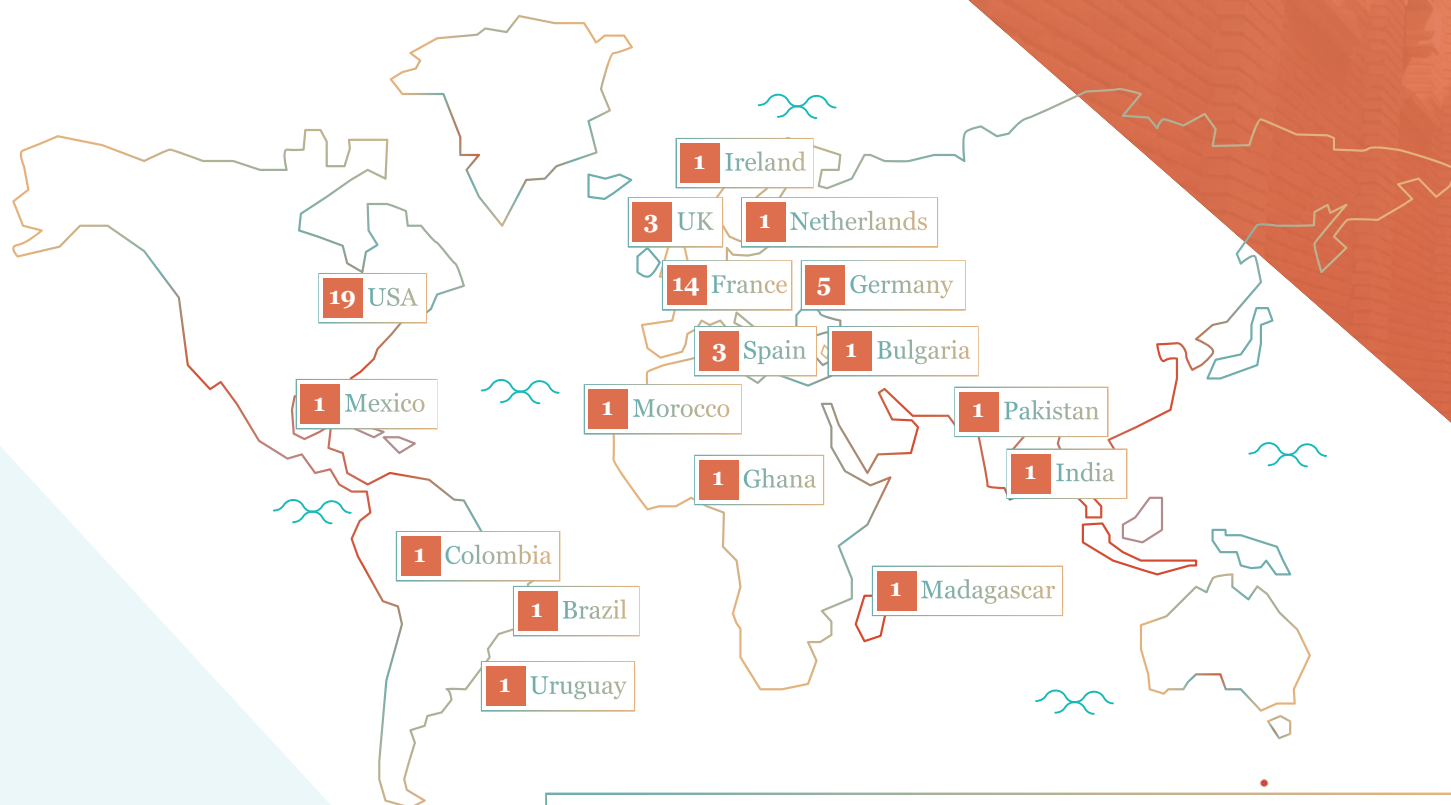 1 Ireland
3 UK
1 Netherlands
14 France
5 Germany
19 USA
3 Spain
1 Bulgaria
1 Mexico
1 Morocco
1 Pakistan
1 India
1 Ghana
1 Colombia
1 Madagascar
1 Brazil
1 Uruguay